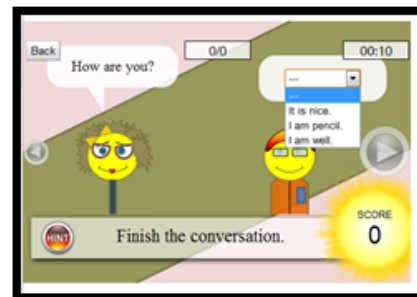 Back
0/0
00:10
How are you?
---
---
It is nice.
I am pencil.
I am well.
HINT
Finish the conversation.
SCORE
0